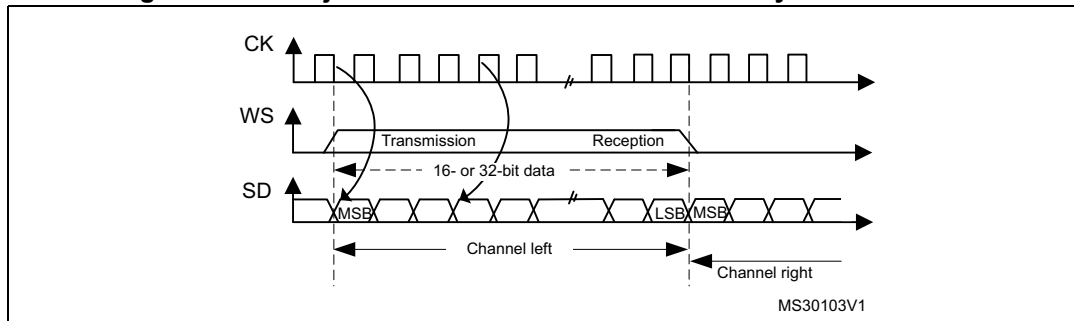 CK
WS
Transmission Reception
16- or 32-bit data
SD
MSB LSB MSB
Channel left
Channel right
MS30103V1